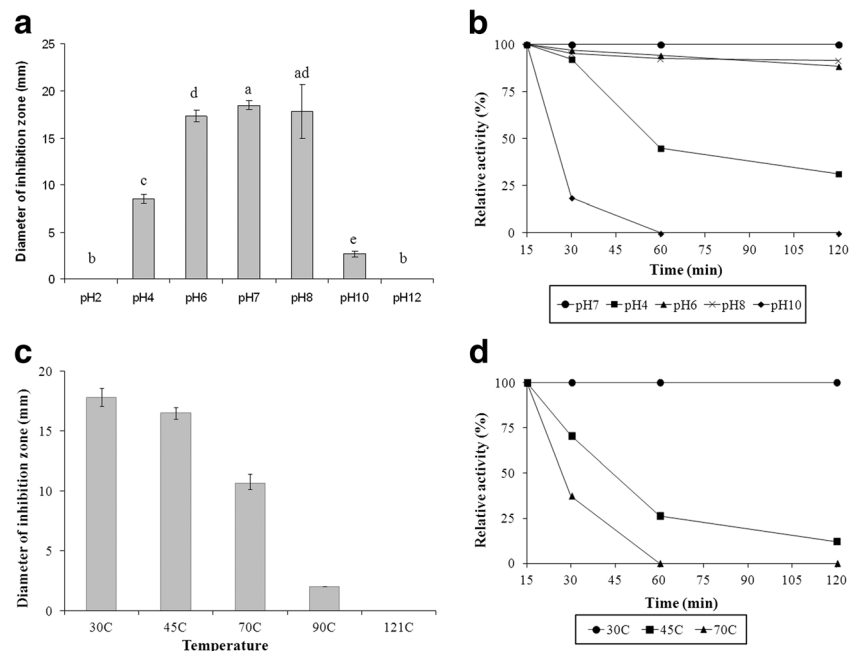 a
Diameter of inhibition zone (mm)
25
20
15
10
5
0
b
c
d
a
ad
e
b
pH2 pH4 pH6 pH7 pH8 pH10 pH12
b
Relative activity (%)
100
75
50
25
0
15 30 45 60 75 90 105 120
Time (min)
pH7 pH4 pH6 pH8 pH10
c
Diameter of inhibition zone (mm)
20
15
10
5
0
30C 45C 70C 90C 121C
Temperature
d
Relative activity (%)
100
75
50
25
0
15 30 45 60 75 90 105 120
Time (min)
30C 45C 70C